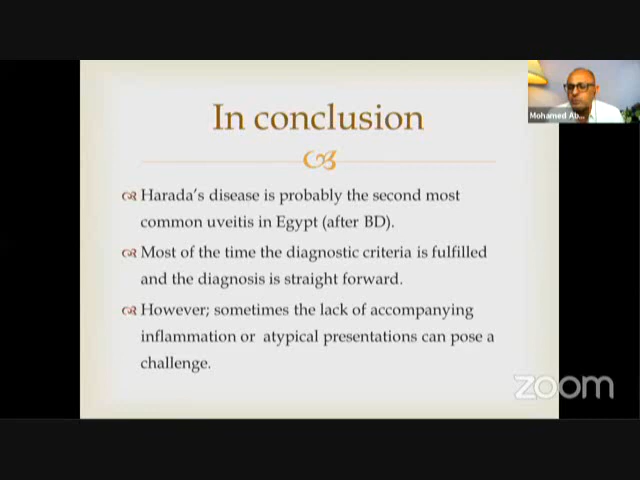 In conclusion
Harada's disease is probably the second most
common uveitis in Egypt (after BD).
Most of the time the diagnostic criteria is fulfilled
and the diagnosis is straight forward.
However; sometimes the lack of accompanying
inflammation or atypical presentations can pose a
challenge.
Mohamed Ab...
zoom